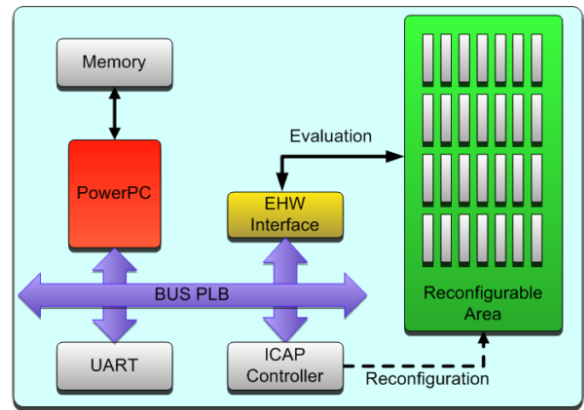 Memory
Evaluation
PowerPC
EHW
Interface
BUS PLB
Reconfigurable
Area
UART
ICAP
Controller
Reconfiguration